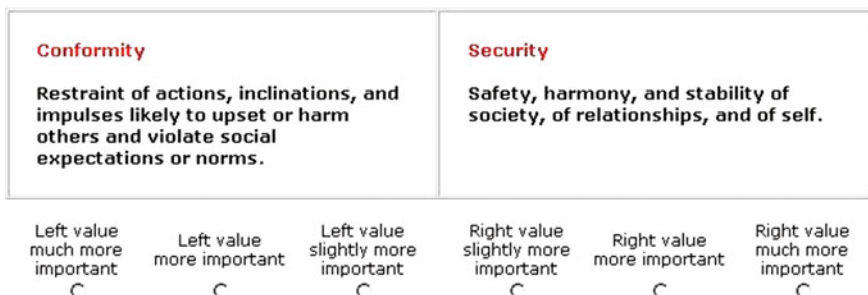 Conformity
Restraint of actions, inclinations, and
impulses likely to upset or harm
others and violate social
expectations or norms.
Security
Safety, harmony, and stability of
society, of relationships, and of self.
Left value
much more
important
Left value
more important
Left value
slightly more
important
Right value
slightly more
important
Right value
more important
Right value
much more
important